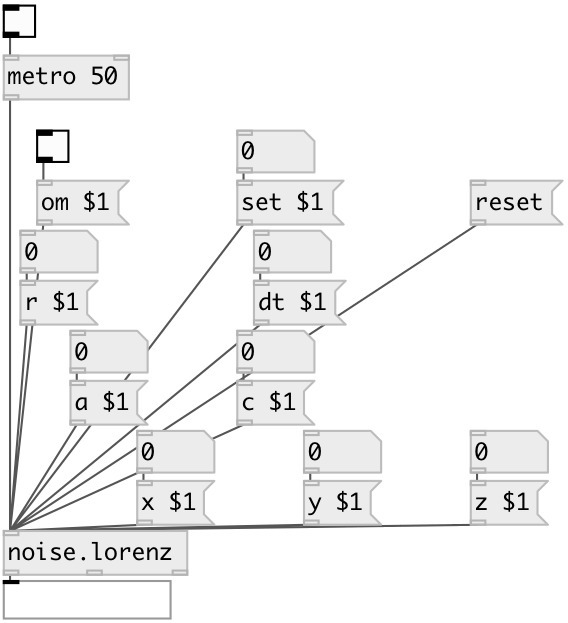 metro 50
0
om $1
set $1
reset
0
0
r $1
dt $1
0
0
a $1
c $1
0
0
0
x $1
y $1
z $1
noise.lorenz